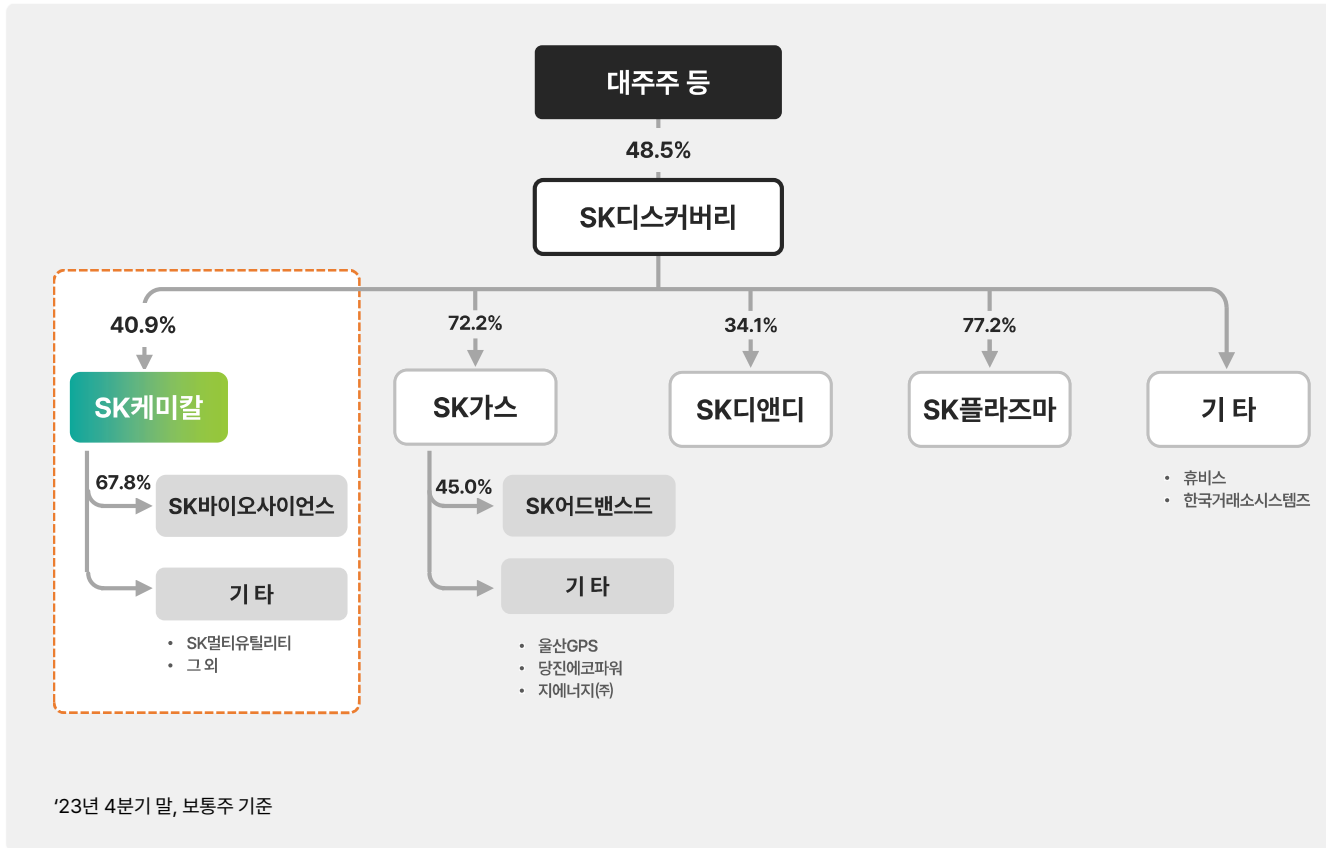 대주주 등
48.5%
SK디스커버리
40.9%
72.2%
34.1%
77.2%
SK케미칼
SK가스
SK디앤디
SK플라즈마
기 타
67.8%
SK바이오사이언스
45.0%
SK어드밴스드
• 휴비스
• 한국거래소시스템즈
기 타
기 타
• SK멀티유틸리티
• 그 외
• 울산GPS
• 당진에코파워
• 지에너지㈜
‘23년 4분기 말, 보통주 기준